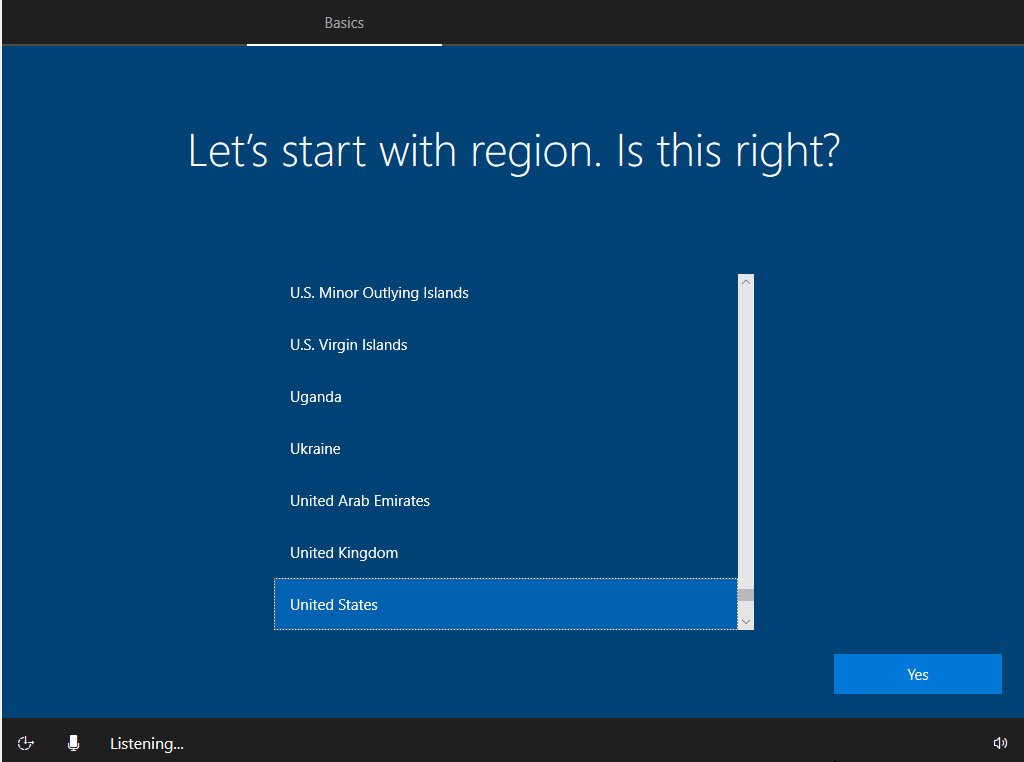 Basics
Let’s start with region. Is this right?
U.S. Minor Outlying Islands
U.S. Virgin Islands
Uganda
Ukraine
United Arab Emirates
United Kingdom
United States
Yes
Listening...